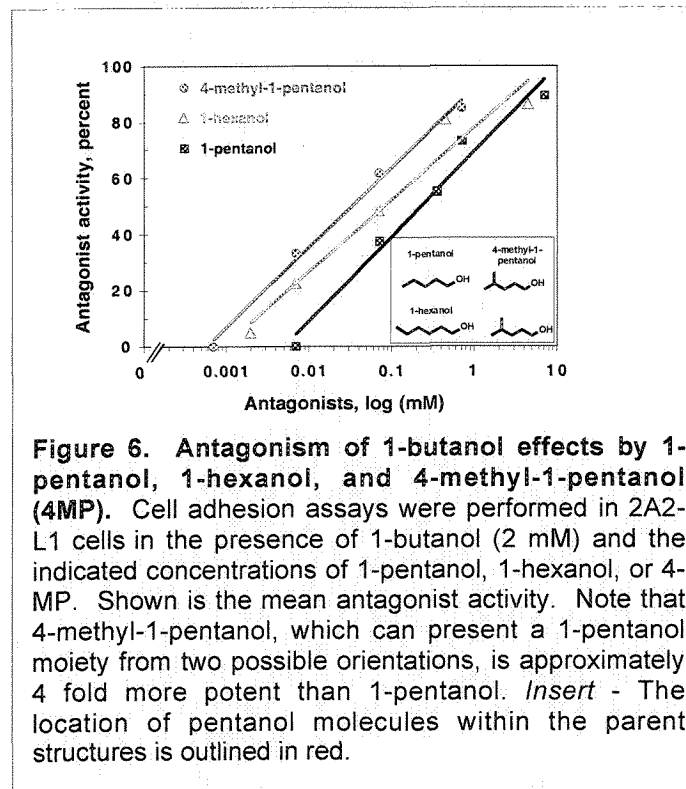 100
80
60
40
20
0
Antagonist activity, percent
4-methyl-1-pentanol
1-hexanol
1-pentanol
1-pentanol
4-methyl-1-
pentanol
OH
OH
1-hexanol
OH
OH
0
0.001
0.01
0.1
1
10
Antagonists, log (mM)
Figure 6. Antagonism of 1-butanol effects by 1-
pentanol, 1-hexanol, and 4-methyl-1-pentanol
(4MP). Cell adhesion assays were performed in 2A2-
L1 cells in the presence of 1-butanol (2 mM) and the
indicated concentrations of 1-pentanol, 1-hexanol, or 4-
MP. Shown is the mean antagonist activity. Note that
4-methyl-1-pentanol, which can present a 1-pentanol
moiety from two possible orientations, is approximately
4 fold more potent than 1-pentanol. Insert - The
location of pentanol molecules within the parent
structures is outlined in red.